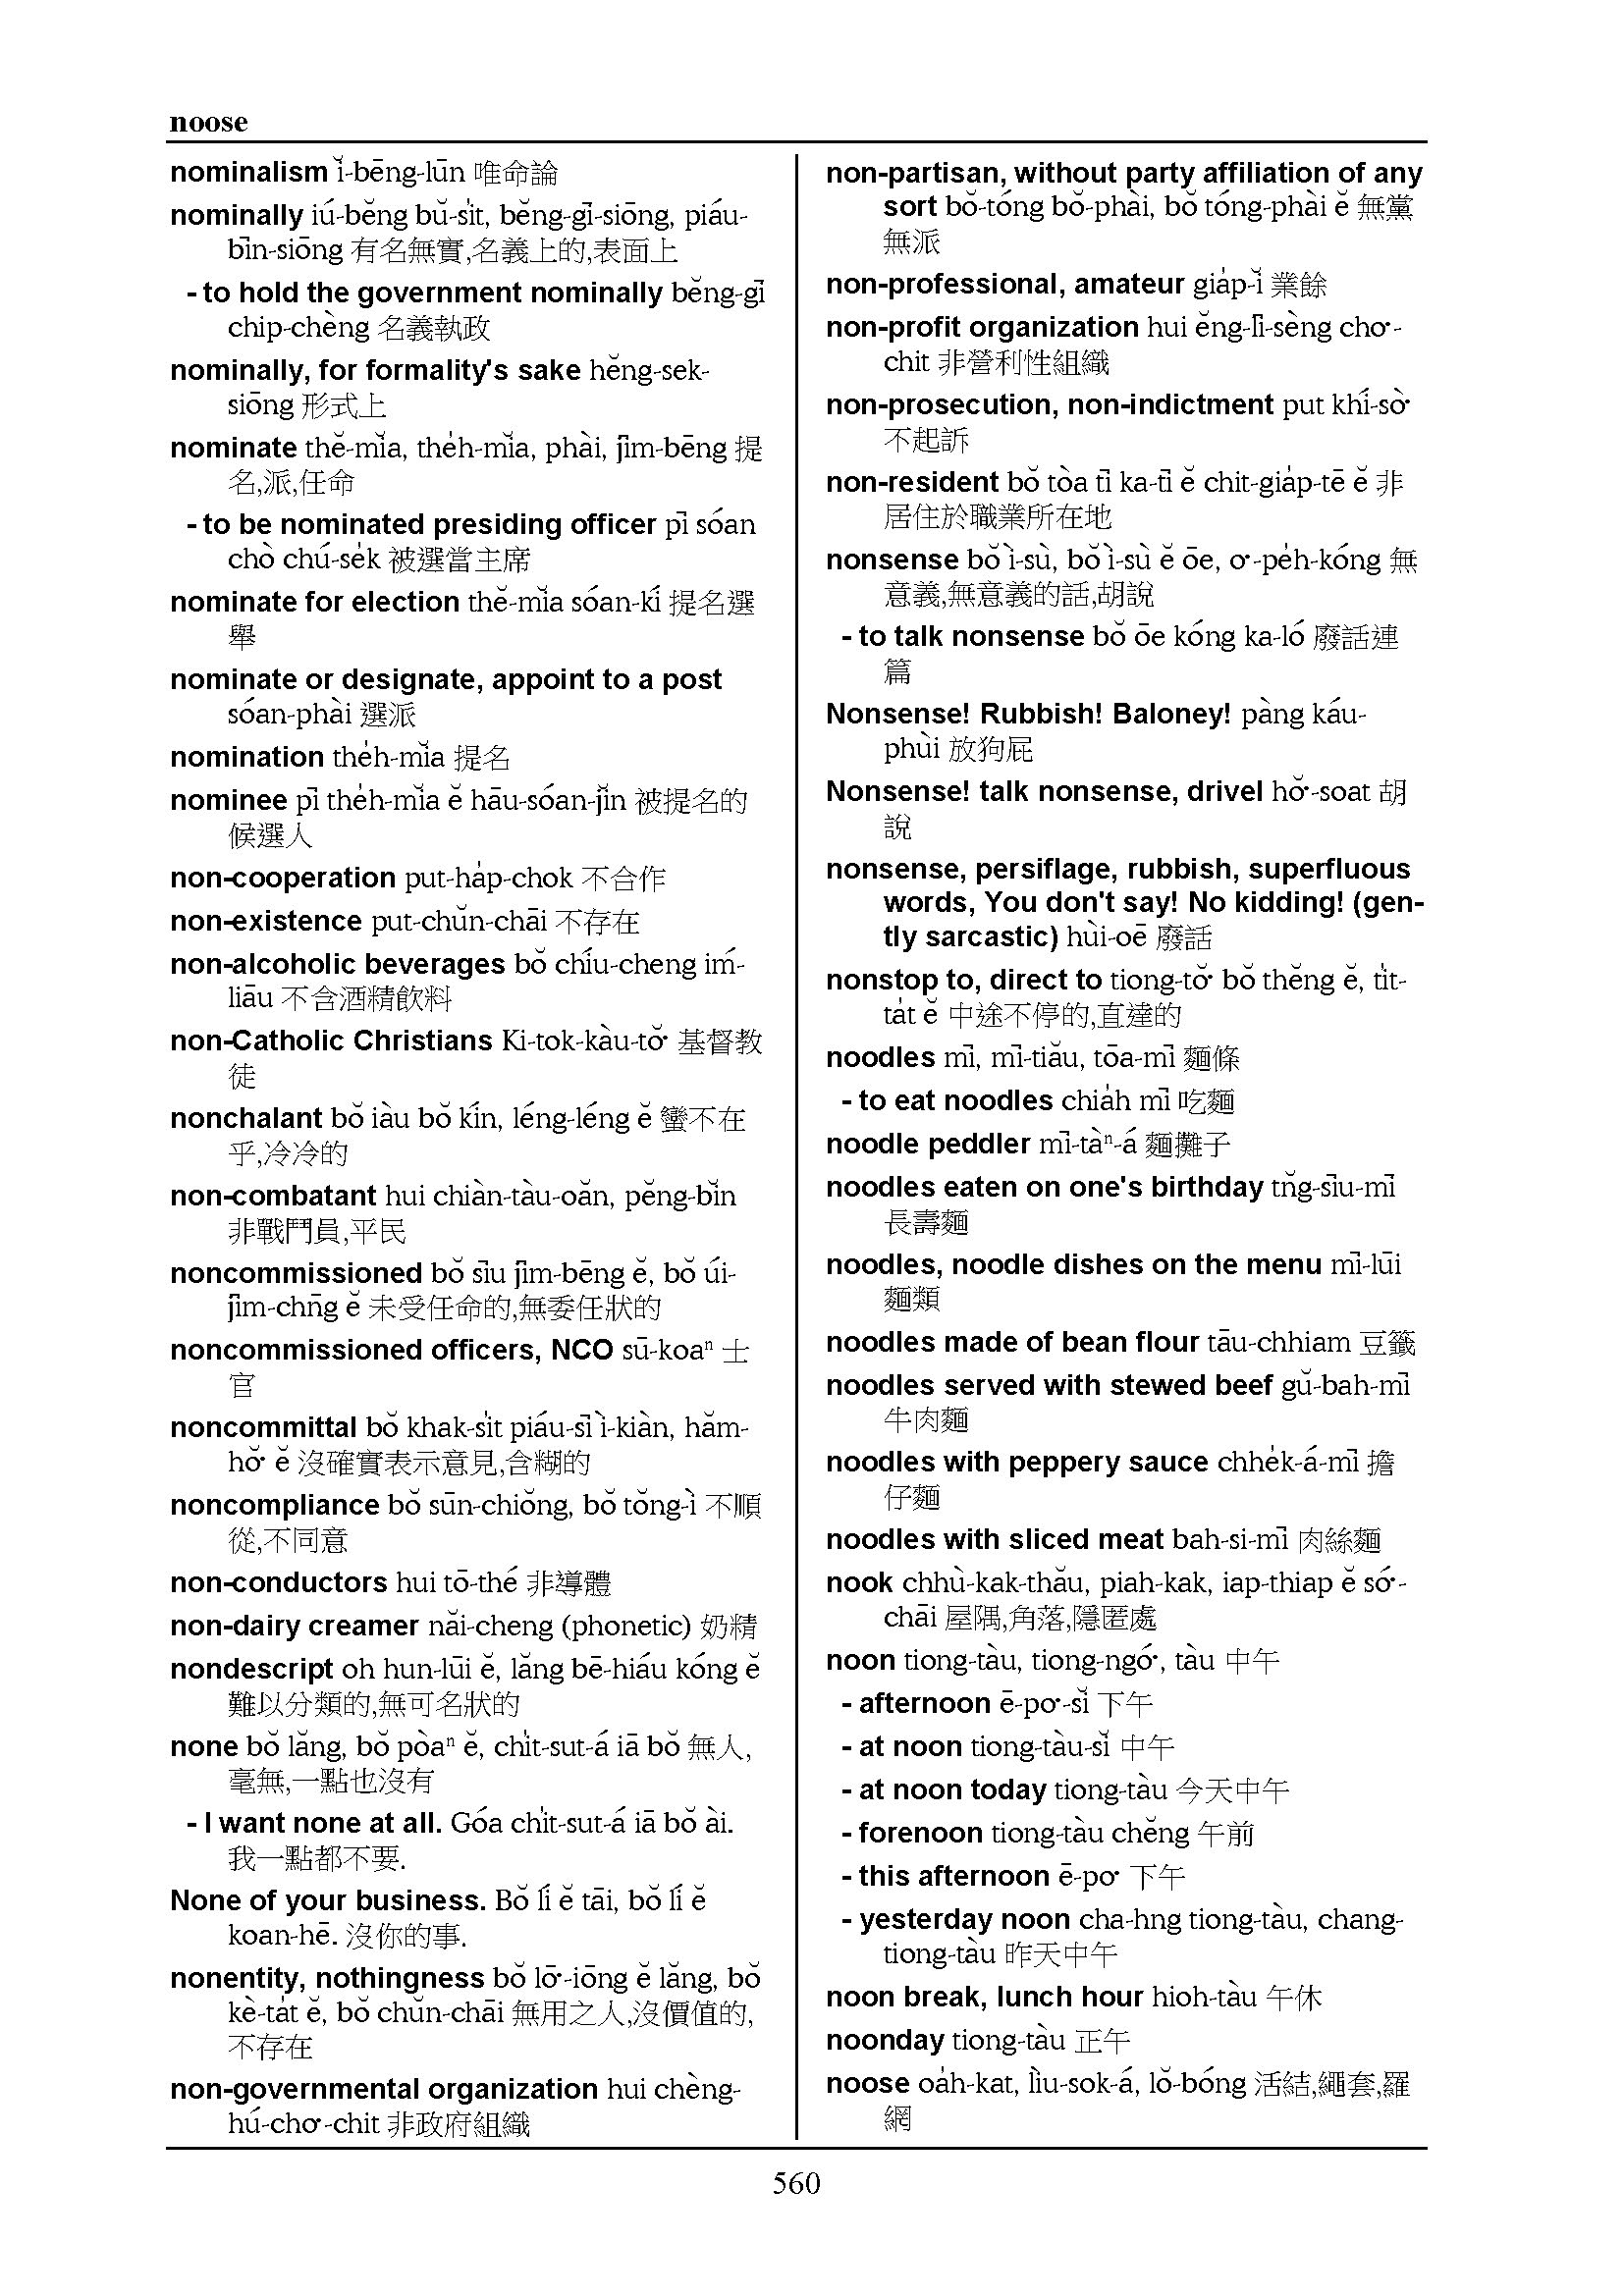 noose
nominalism ĭ-bēng-lūn 唯命論
nominally iú-bĕng bŭ-si̍t, bĕng-gī-siōng, piáu-
bīn-siōng 有名無實,名義上的,表面上
- to hold the government nominally bĕng-gī
chip-chèng 名義執政
nominally, for formality's sake hĕng-sek-
siōng 形式上
nominate thĕ-mĭa, the̍h-mĭa, phài, jīm-bēng 提
名,派,任命
- to be nominated presiding officer pī sóan
chò chú-se̍k 被選當主席
nominate for election thĕ-mĭa sóan-kí 提名選
舉
nominate or designate, appoint to a post
sóan-phài 選派
nomination the̍h-mĭa 提名
nominee pī the̍h-mĭa ĕ hāu-sóan-jĭn 被提名的
候選人
non-cooperation put-ha̍p-chok 不合作
non-existence put-chŭn-chāi 不存在
non-alcoholic beverages bŏ chíu-cheng ím-
liāu 不含酒精飲料
non-Catholic Christians Ki-tok-kàu-tŏ͘ 基督教
徒
nonchalant bŏ iàu bŏ kín, léng-léng ĕ 蠻不在
乎,冷冷的
non-combatant hui chiàn-tàu-oăn, pĕng-bĭn
非戰鬥員,平民
noncommissioned bŏ sīu jīm-bēng ĕ, bŏ úi-
jīm-chn̄g ĕ 未受任命的,無委任狀的
noncommissioned officers, NCO sū-koaⁿ 士
官
noncommittal bŏ khak-si̍t piáu-sī ì-kiàn, hăm-
hŏ͘ ĕ 沒確實表示意見,含糊的
noncompliance bŏ sūn-chiŏng, bŏ tŏng-ì 不順
從,不同意
non-conductors hui tō-thé 非導體
non-dairy creamer năi-cheng (phonetic) 奶精
nondescript oh hun-lūi ĕ, lăng bē-hiáu kóng ĕ
難以分類的,無可名狀的
none bŏ lăng, bŏ pòaⁿ ĕ, chi̍t-sut-á iā bŏ 無人,
毫無,一點也沒有
- I want none at all. Góa chi̍t-sut-á iā bŏ ài.
我一點都不要.
None of your business. Bŏ lí ĕ tāi, bŏ lí ĕ
koan-hē. 沒你的事.
nonentity, nothingness bŏ lō͘-iōng ĕ lăng, bŏ
kè-ta̍t ĕ, bŏ chŭn-chāi 無用之人,沒價值的,
不存在
non-governmental organization hui chèng-
hú-cho͘-chit 非政府組織
non-partisan, without party affiliation of any
sort bŏ-tóng bŏ-phài, bŏ tóng-phài ĕ 無黨
無派
non-professional, amateur gia̍p-ĭ 業餘
non-profit organization hui ĕng-lī-sèng cho͘-
chit 非營利性組織
non-prosecution, non-indictment put khí-sò͘
不起訴
non-resident bŏ tòa tī ka-tī ĕ chit-gia̍p-tē ĕ 非
居住於職業所在地
nonsense bŏ ì-sù, bŏ ì-sù ĕ ōe, o͘-pe̍h-kóng 無
意義,無意義的話,胡說
- to talk nonsense bŏ ōe kóng ka-ló 廢話連
篇
Nonsense! Rubbish! Baloney! pàng káu-
phùi 放狗屁
Nonsense! talk nonsense, drivel hŏ͘-soat 胡
說
nonsense, persiflage, rubbish, superfluous
words, You don't say! No kidding! (gen-
tly sarcastic) hùi-oē 廢話
nonstop to, direct to tiong-tŏ͘ bŏ thĕng ĕ, ti̍t-
ta̍t ĕ 中途不停的,直達的
noodles mī, mī-tiău, tōa-mī 麵條
- to eat noodles chia̍h mī 吃麵
noodle peddler mī-tàⁿ-á 麵攤子
noodles eaten on one's birthday tn̆g-sīu-mī
長壽麵
noodles, noodle dishes on the menu mī-lūi
麵類
noodles made of bean flour tāu-chhiam 豆籤
noodles served with stewed beef gŭ-bah-mī
牛肉麵
noodles with peppery sauce chhe̍k-á-mī 擔
仔麵
noodles with sliced meat bah-si-mī 肉絲麵
nook chhù-kak-thău, piah-kak, iap-thiap ĕ só͘-
chāi 屋隅,角落,隱匿處
noon tiong-tàu, tiong-ngó͘, tàu 中午
- afternoon ē-po͘-sĭ 下午
- at noon tiong-tàu-sĭ 中午
- at noon today tiong-tàu 今天中午
- forenoon tiong-tàu chĕng 午前
- this afternoon ē-po͘ 下午
- yesterday noon cha-hng tiong-tàu, chang-
tiong-tàu 昨天中午
noon break, lunch hour hioh-tàu 午休
noonday tiong-tàu 正午
noose oa̍h-kat, lìu-sok-á, lŏ-bóng 活結,繩套,羅
網
560